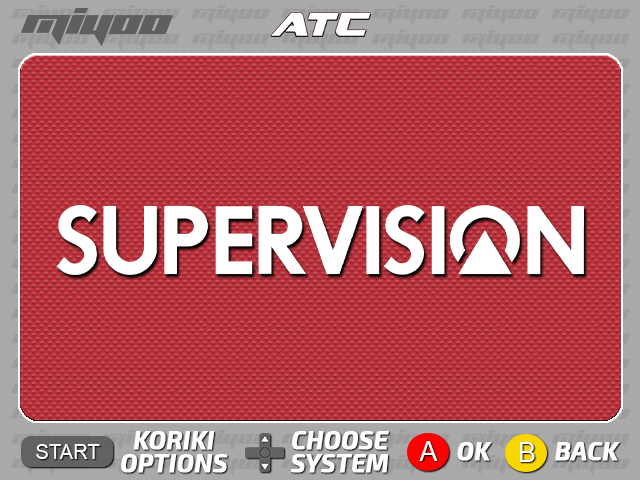 miyoo
ATC
SUPERVISION
START
KORIKI
OPTIONS
CHOOSE
SYSTEM
A OK
B BACK